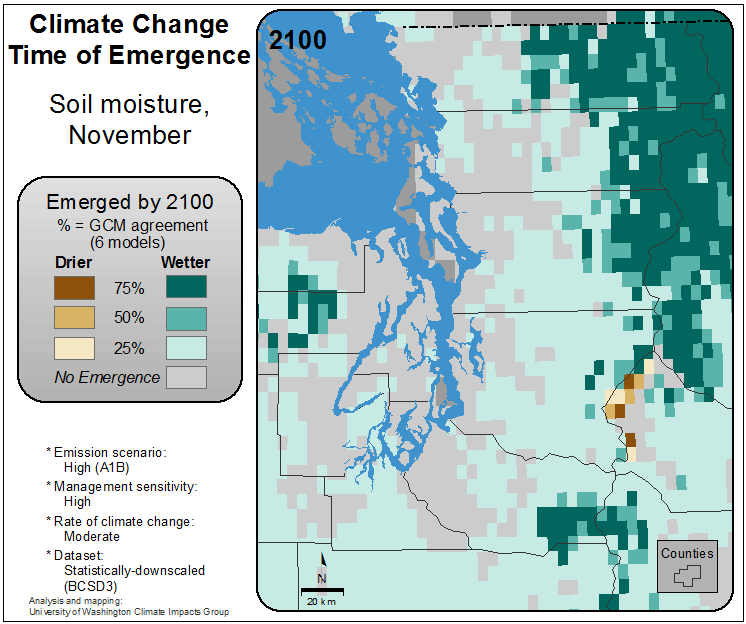 Climate Change
Time of Emergence
Soil moisture,
November
Emerged by 2100
% = GCM agreement
(6 models)
Drier Wetter
75%
50%
25%
No Emergence
* Emission scenario:
High (A1B)
* Management sensitivity:
High
* Rate of climate change:
Moderate
* Dataset:
Statistically-downscaled
(BCSD3)
Analysis and mapping:
University of Washington Climate Impacts Group
2100
N
20 km
Counties